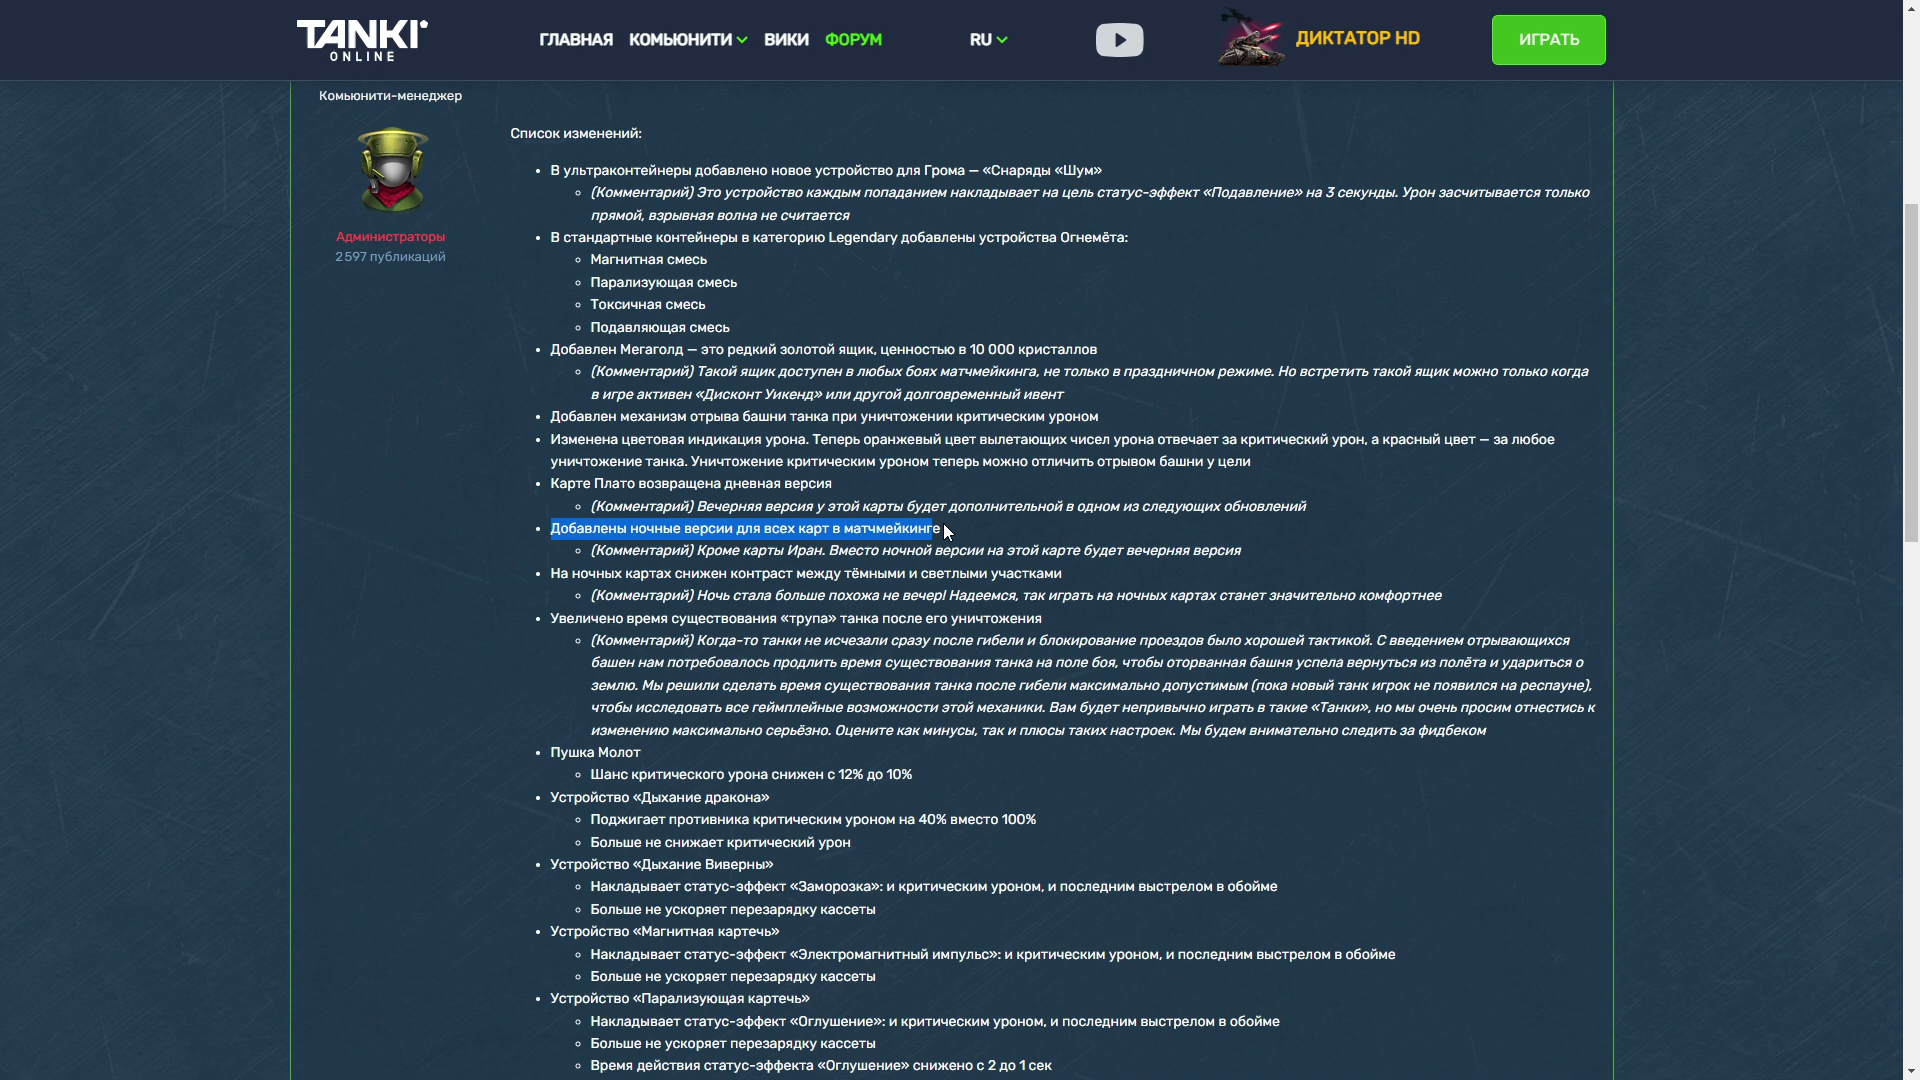 TANKI
ONLINE
ГЛАВНАЯ КОМЬЮНИТИ ВИКИ ФОРУМ RU ДИКТАТОР HD ИГРАТЬ
Комьюнити-менеджер
Администраторы
2 597 публикаций
Список изменений:
• В ультраконтейнеры добавлено новое устройство для Грома — «Снаряды «Шум»
◦ (Комментарий) Это устройство каждым попаданием накладывает на цель статус-эффект «Подавление» на 3 секунды. Урон засчитывается только
прямой, взрывная волна не считается
• В стандартные контейнеры в категорию Legendary добавлены устройства Огнемёта:
◦ Магнитная смесь
◦ Парализующая смесь
◦ Токсичная смесь
◦ Подавляющая смесь
• Добавлен Мегаголд — это редкий золотой ящик, ценностью в 10 000 кристаллов
◦ (Комментарий) Такой ящик доступен в любых боях матчмейкинга, не только в праздничном режиме. Но встретить такой ящик можно только когда
в игре активен «Дисконт Уикенд» или другой долговременный ивент
• Добавлен механизм отрыва башни танка при уничтожении критическим уроном
• Изменена цветовая индикация урона. Теперь оранжевый цвет вылетающих чисел урона отвечает за критический урон, а красный цвет — за любое
уничтожение танка. Уничтожение критическим уроном теперь можно отличить отрывом башни у цели
• Карте Плато возвращена дневная версия
◦ (Комментарий) Вечерняя версия у этой карты будет дополнительной в одном из следующих обновлений
• Добавлены ночные версии для всех карт в матчмейкинге
◦ (Комментарий) Кроме карты Иран. Вместо ночной версии на этой карте будет вечерняя версия
• На ночных картах снижен контраст между тёмными и светлыми участками
◦ (Комментарий) Ночь стала больше похожа не вечер! Надеемся, так играть на ночных картах станет значительно комфортнее
• Увеличено время существования «трупа» танка после его уничтожения
◦ (Комментарий) Когда-то танки не исчезали сразу после гибели и блокирование проездов было хорошей тактикой. С введением отрывающихся
башен нам потребовалось продлить время существования танка на поле боя, чтобы оторванная башня успела вернуться из полёта и удариться о
землю. Мы решили сделать время существования танка после гибели максимально допустимым (пока новый танк игрок не появился на респауне),
чтобы исследовать все геймплейные возможности этой механики. Вам будет непривычно играть в такие «Танки», но мы очень просим отнестись к
изменению максимально серьёзно. Оцените как минусы, так и плюсы таких настроек. Мы будем внимательно следить за фидбеком
• Пушка Молот
◦ Шанс критического урона снижен с 12% до 10%
• Устройство «Дыхание дракона»
◦ Поджигает противника критическим уроном на 40% вместо 100%
◦ Больше не снижает критический урон
• Устройство «Дыхание Виверны»
◦ Накладывает статус-эффект «Заморозка»: и критическим уроном, и последним выстрелом в обойме
◦ Больше не ускоряет перезарядку кассеты
• Устройство «Магнитная картечь»
◦ Накладывает статус-эффект «Электромагнитный импульс»: и критическим уроном, и последним выстрелом в обойме
◦ Больше не ускоряет перезарядку кассеты
• Устройство «Парализующая картечь»
◦ Накладывает статус-эффект «Оглушение»: и критическим уроном, и последним выстрелом в обойме
◦ Больше не ускоряет перезарядку кассеты
◦ Время действия статус-эффекта «Оглушение» снижено с 2 до 1 сек